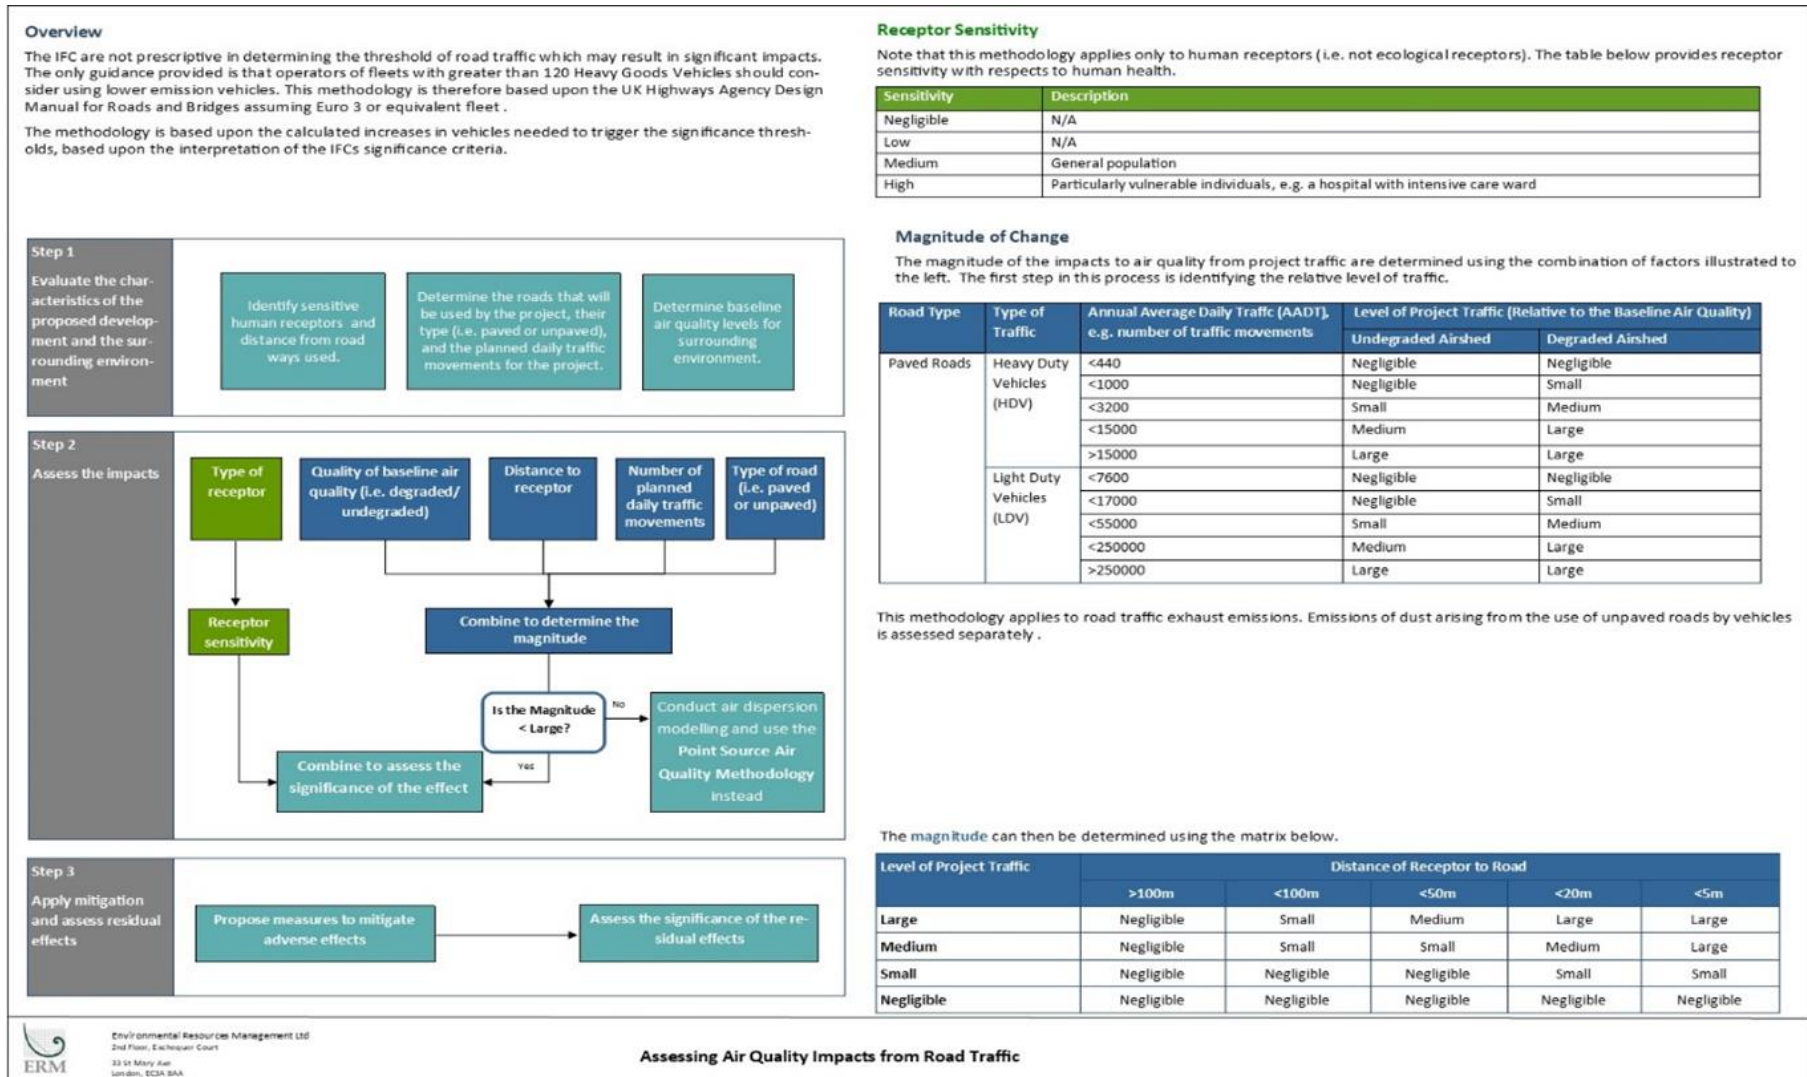 Overview
The IFC are not prescriptive in determining the threshold of road traffic which may result in significant impacts.
The only guidance provided is that operators of fleets with greater than 120 Heavy Goods Vehicles should con-
sider using lower emission vehicles. This methodology is therefore based upon the UK Highways Agency Design
Manual for Roads and Bridges assuming Euro 3 or equivalent fleet .
The methodology is based upon the calculated increases in vehicles needed to trigger the significance thresh-
olds, based upon the interpretation of the IFCs significance criteria.
Step 1
Evaluate the char-
acteristics of the
proposed develop-
ment and the sur-
rounding environ-
ment
Identify sensitive
human receptors and
distance from road
ways used.
Determine the roads that will
be used by the project, their
type (i.e. paved or unpaved),
and the planned daily traffic
movements for the project.
Determine baseline
air quality levels for
surrounding
environment.
Step 2
Assess the impacts
Type of
receptor
Quality of baseline air
quality (i.e. degraded/
undegraded)
Distance to
receptor
Number of
planned
daily traffic
movements
Type of road
(i.e. paved
or unpaved)
Receptor
sensitivity
Combine to determine the
magnitude
Is the Magnitude
< Large?
No
Conduct air dispersion
modelling and use the
Point Source Air
Quality Methodology
instead
Yes
Combine to assess the
significance of the effect
Step 3
Apply mitigation
and assess residual
effects
Propose measures to mitigate
adverse effects
Assess the significance of the re-
sidual effects
Receptor Sensitivity
Note that this methodology applies only to human receptors (i.e. not ecological receptors). The table below provides receptor
sensitivity with respects to human health.
Sensitivity Description
Negligible N/A
Low N/A
Medium General population
High Particularly vulnerable individuals, e.g. a hospital with intensive care ward
Magnitude of Change
The magnitude of the impacts to air quality from project traffic are determined using the combination of factors illustrated to
the left. The first step in this process is identifying the relative level of traffic.
Road Type Type of Traffic Annual Average Daily Traffc (AADT), e.g. number of traffic movements Level of Project Traffic (Relative to the Baseline Air Quality)
Undegraded Airshed Degraded Airshed
Paved Roads Heavy Duty Vehicles (HDV) <440 Negligible Negligible
<1000 Negligible Small
<3200 Small Medium
<15000 Medium Large
>15000 Large Large
Light Duty Vehicles (LDV) <7600 Negligible Negligible
<17000 Negligible Small
<55000 Small Medium
<250000 Medium Large
>250000 Large Large
This methodology applies to road traffic exhaust emissions. Emissions of dust arising from the use of unpaved roads by vehicles
is assessed separately .
The magnitude can then be determined using the matrix below.
Level of Project Traffic Distance of Receptor to Road
>100m <100m <50m <20m <5m
Large Negligible Small Medium Large Large
Medium Negligible Small Small Medium Large
Small Negligible Negligible Negligible Small Small
Negligible Negligible Negligible Negligible Negligible Negligible
ERM
Environmental Resources Management Ltd
2nd Floor, Exchequer Court
33 St Mary Axe
London, EC3A 8AA
Assessing Air Quality Impacts from Road Traffic